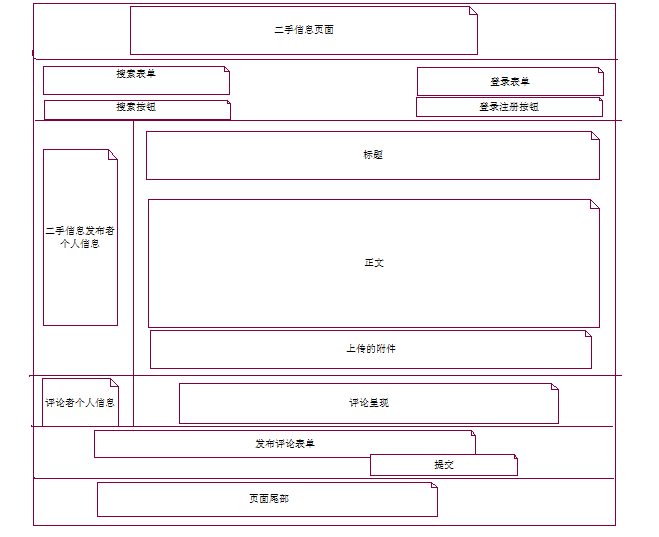 二手信息页面
搜索表单
登录表单
搜索按钮
登录注册按钮
标题
二手信息发布者
个人信息
正文
上传的附件
评论者个人信息
评论呈现
发布评论表单
提交
页面尾部